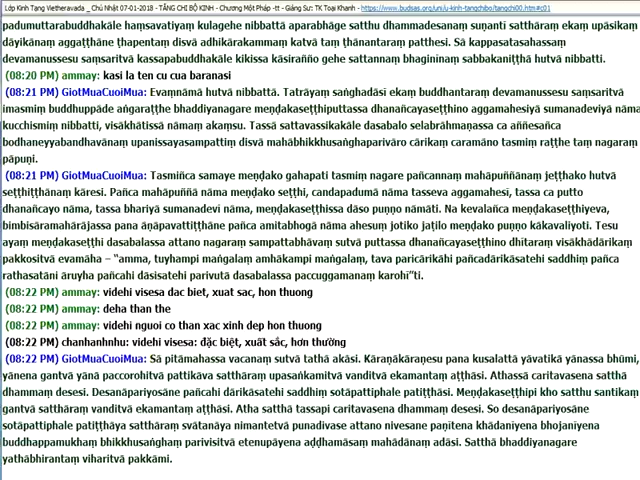 Lớp Kinh Tạng Vietheravada _ Chủ Nhật 07-01-2018 - TĂNG CHI BỘ KINH - Chương Một Pháp -tt - Giảng Sư: TK Toại Khanh - https://www.budsas.org/uni/u-kinh-tangchibo/tangchi00.htm#c01
padumuttarabuddhakāle haṃsavatiyaṃ kulagehe nibbattā aparabhāge satthu dhammadesanaṃ suṇantī satthāraṃ ekaṃ upāsikaṃ
dāyikānaṃ aggaṭṭhāne ṭhapentaṃ disvā adhikārakammaṃ katvā taṃ ṭhānantaraṃ patthesi. Sā kappasatasahassaṃ
devamanussesu saṃsaritvā kassapabuddhakāle kikissa kāsirañño gehe sattannaṃ bhaginīnaṃ sabbakaniṭṭhā hutvā nibbatti.
(08:20 PM) ammay: kasi la ten cu cua baranasi
(08:21 PM) GiotMuaCuoiMua: Evaṃnāmā hutvā nibbattā. Tatrāyaṃ saṅghadāsī ekaṃ buddhantaraṃ devamanussesu saṃsaritvā
imasmiṃ buddhuppāde aṅgaraṭṭhe bhaddiyanagare meṇḍakaseṭṭhiputtassa dhanañcayaseṭṭhino aggamahesiyā sumanadeviyā nāma
kucchismiṃ nibbatti, visākhātissā nāmaṃ akaṃsu. Tassā sattavassikakāle dasabalo selabrāhmaṇassa ca aññesañca
bodhaneyyabandhavānaṃ upanissayasampattiṃ disvā mahābhikkhusaṅghaparivāro cārikaṃ caramāno tasmiṃ raṭṭhe taṃ nagaraṃ
pāpuṇi.
(08:21 PM) GiotMuaCuoiMua: Tasmiñca samaye meṇḍako gahapati tasmiṃ nagare pañcannaṃ mahāpuññānaṃ jeṭṭhako hutvā
seṭṭhiṭṭhānaṃ kāresi. Pañca mahāpuññā nāma meṇḍako seṭṭhi, candapadumā nāma tasseva aggamahesī, tassa ca putto
dhanañcayo nāma, tassa bhariyā sumanadevī nāma, meṇḍakaseṭṭhissa dāso puṇṇo nāmāti. Na kevalañca meṇḍakaseṭṭhiyeva,
bimbisāramahārājassa pana āṇāpavattiṭṭhāne pañca amitabhogā nāma ahesuṃ jotiko jaṭilo meṇḍako puṇṇo kākavaliyoti. Tesu
ayaṃ meṇḍakaseṭṭhi dasabalassa attano nagaraṃ sampattabhāvaṃ sutvā puttassa dhanañcayaseṭṭhino dhītaraṃ visākhādārikaṃ
pakkositvā evamāha – “amma, tuyhampi maṅgalaṃ amhākampi maṅgalaṃ, tava parivārikāhi pañcadārikāsatehi saddhiṃ pañca
rathasatāni āruyha pañcahi dāsisatehi parivutā dasabalassa paccuggamanaṃ karohi”ti.
(08:22 PM) ammay: videhi visesa dac biet, xuat sac, hon thuong
(08:22 PM) ammay: deha than the
(08:22 PM) ammay: videhi nguoi co than xac xinh dep hon thuong
(08:22 PM) chanhanhnhu: videhi visesa: đặc biệt, xuất sắc, hơn thường
(08:22 PM) GiotMuaCuoiMua: Sā pitāmahassa vacanaṃ sutvā tathā akāsi. Kāraṇākāraṇesu pana kusalattā yāvatikā yānassa bhūmi,
yānena gantvā yānā paccorohitvā pattikāva satthāraṃ upasaṅkamitvā vanditvā ekamantaṃ aṭṭhāsi. Athassā caritavasena satthā
dhammaṃ desesi. Desanāpariyosāne pañcahi dārikāsatehi saddhiṃ sotāpattiphale patiṭṭhāsi. Meṇḍakaseṭṭhipi kho satthu santikaṃ
gantvā satthāraṃ vanditvā ekamantaṃ aṭṭhāsi. Atha satthā tassapi caritavasena dhammaṃ desesi. So desanāpariyosāne
sotāpattiphale patiṭṭhāya satthāraṃ svātanāya nimantetvā punadivase attano nivesane paṇītena khādanīyena bhojanīyena
buddhappamukhaṃ bhikkhusaṅghaṃ parivisitvā etenupāyena aḍḍhamāsaṃ mahādānaṃ adāsi. Satthā bhaddiyanagare
yathābhirantaṃ viharitvā pakkāmi.